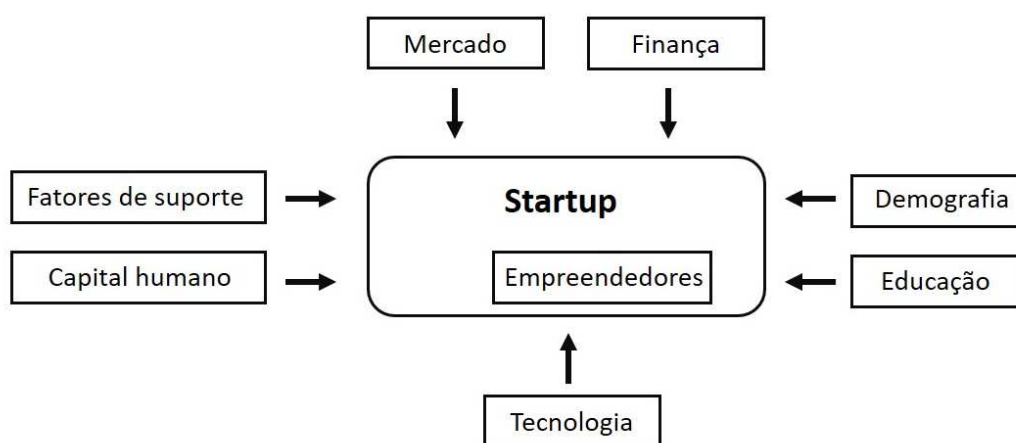 Mercado
Finança
Fatores de suporte
Startup
Demografia
Capital humano
Empreendedores
Educação
Tecnologia